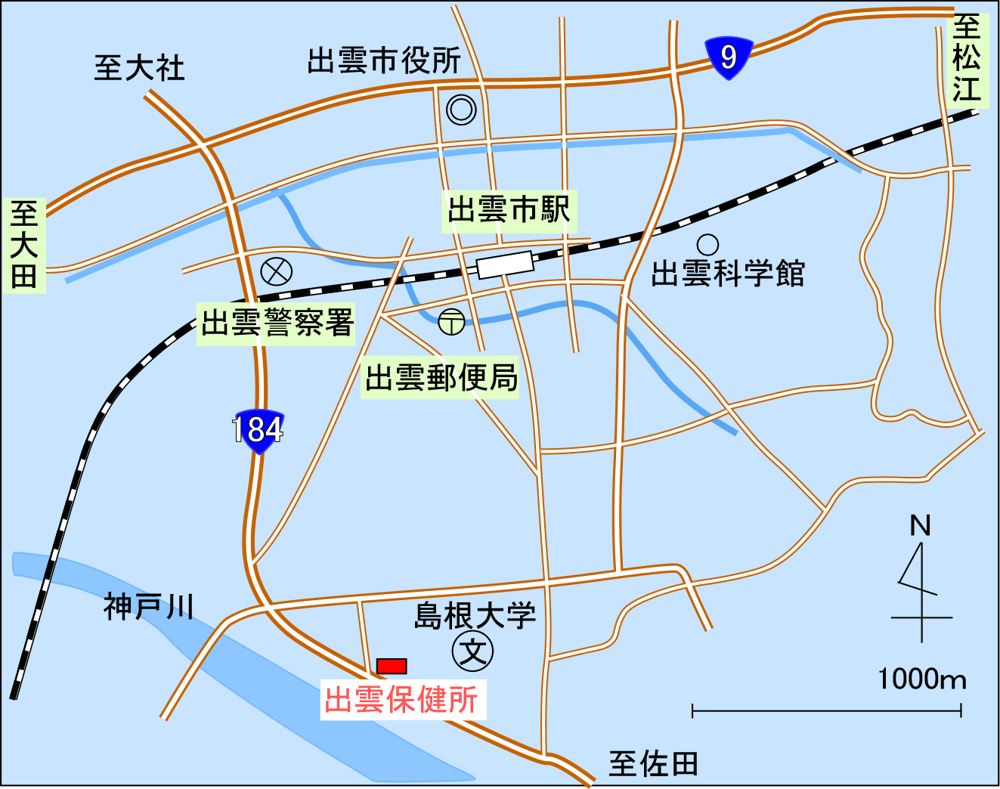 至松江
9
至大社
出雲市役所
出雲市駅
至大田
出雲科学館
出雲警察署
〒
出雲郵便局
184
N
神戸川
島根大学
文
1000m
出雲保健所
至佐田